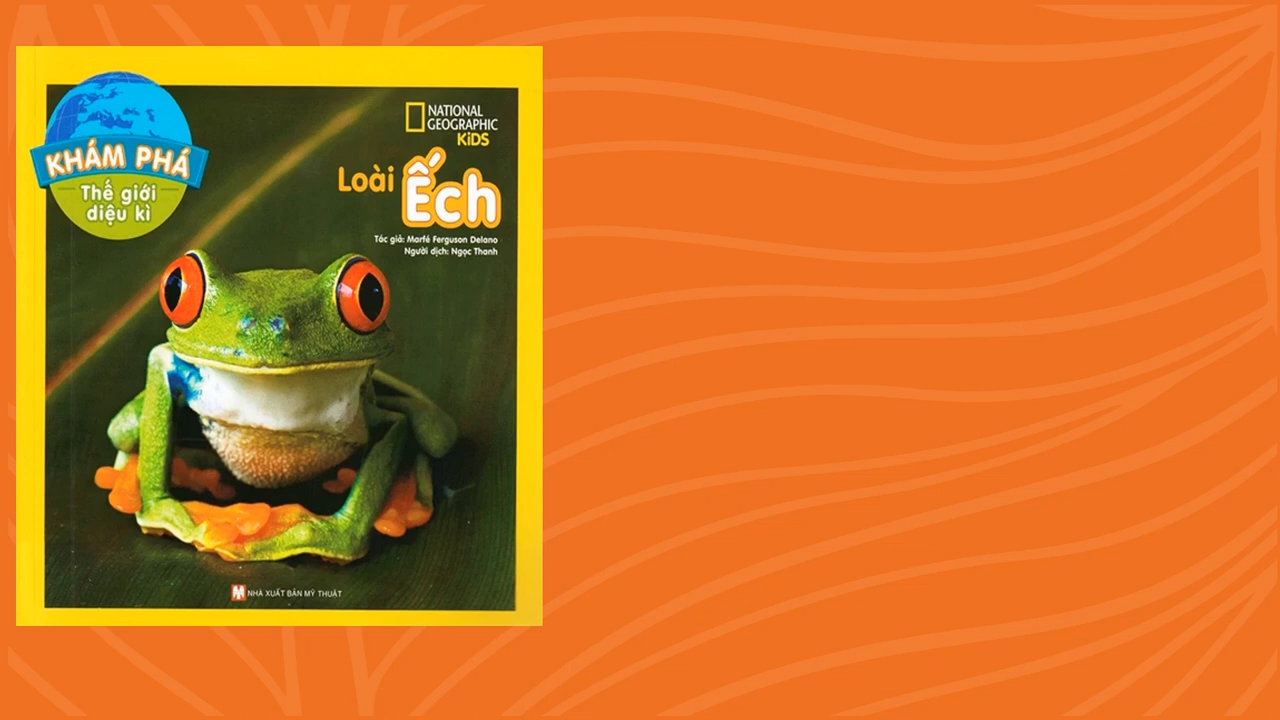 KHÁM PHÁ
Thế giới
diệu kì
NATIONAL
GEOGRAPHIC
KiDS
Loài Ếch
Tác giả: Marfé Ferguson Delano
Người dịch: Ngọc Thanh
NHÀ XUẤT BẢN MỸ THUẬT